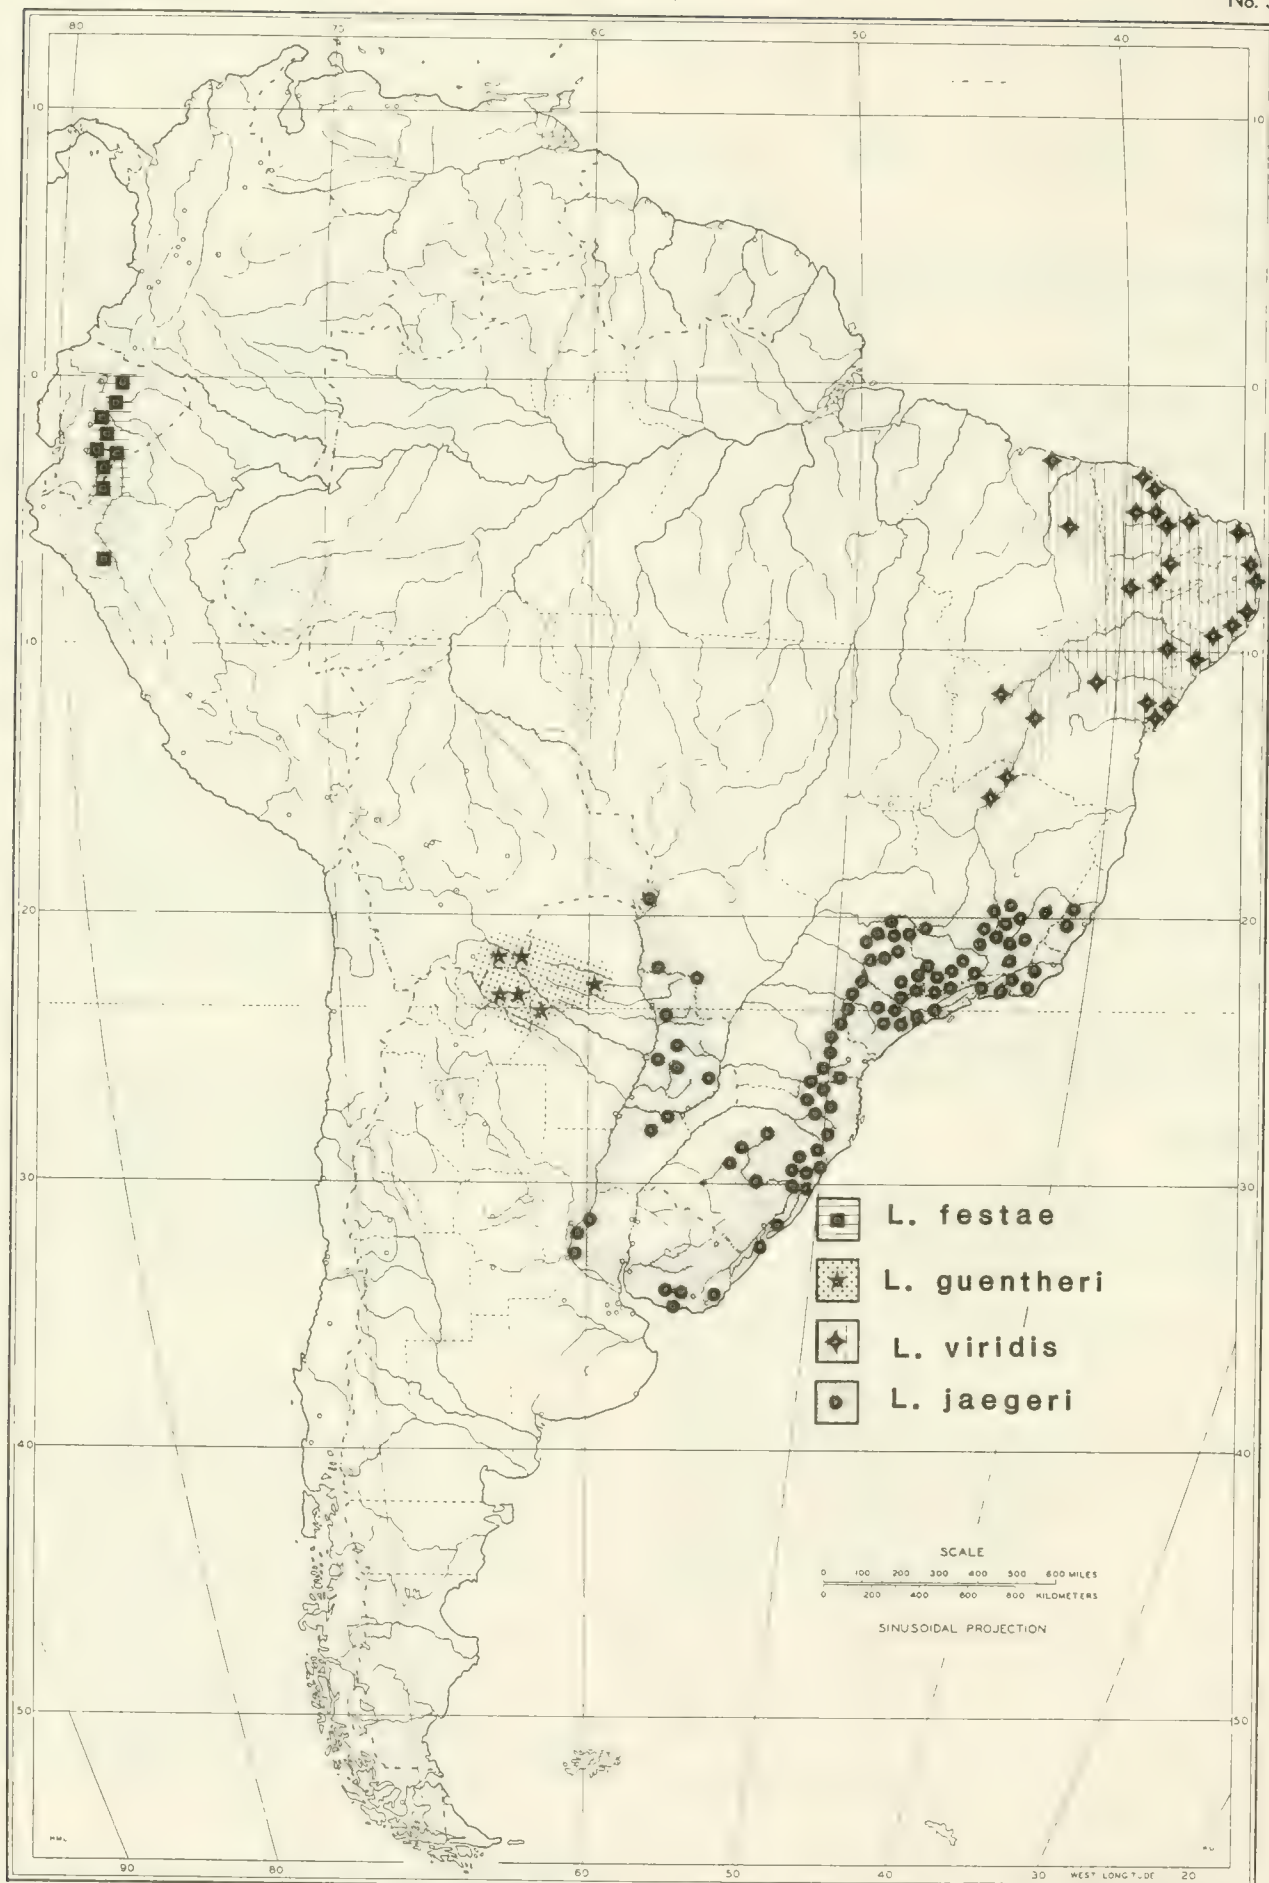 No.
80 70 60 50 40
10 10
0 0
10 10
20 20
30 30
L. festae
L. guentheri
L. viridis
L. jaegeri
40 40
SCALE
0 100 200 300 400 500 600 MILES
0 200 400 600 800 KILOMETERS
SINUSOIDAL PROJECTION
50 50
90 80 60 50 40 30 WEST LONGITUDE 20